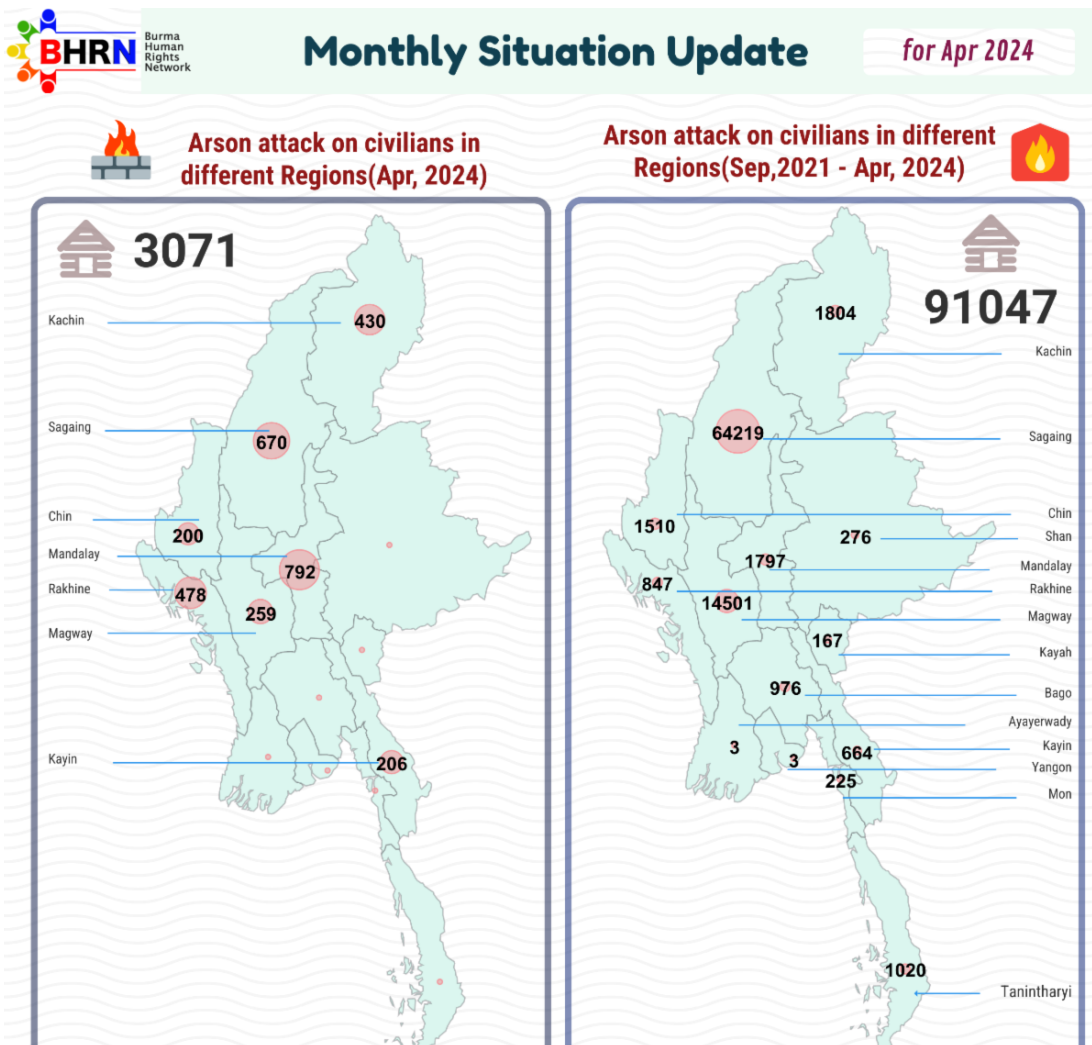 BHRN
Burma
Human
Rights
Network
Monthly Situation Update
for Apr 2024
Arson attack on civilians in
different Regions(Apr, 2024)
3071
Kachin
430
Sagaing
670
Chin
200
Mandalay
792
Rakhine
478
259
Magway
Kayin
206
Arson attack on civilians in different
Regions(Sep,2021 - Apr, 2024)
91047
1804
Kachin
64219
Sagaing
Chin
1510
276
Shan
1797
Mandalay
847
Rakhine
14501
Magway
167
Kayah
976
Bago
Ayayerwady
3
664
Kayin
3
Yangon
225
Mon
1020
Tanintharyi